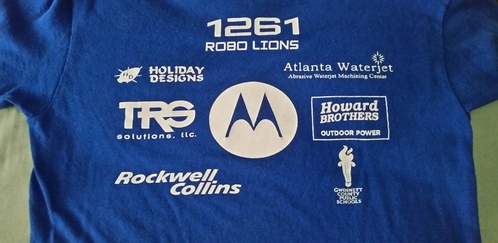 1261
ROBO LIONS
HD HOLIDAY
DESIGNS
Atlanta Waterjet
Abrasive Waterjet Machining Center
TRS
solutions, llc.
Howard
BROTHERS
OUTDOOR POWER
Rockwell
Collins
GWINNETT
COUNTY
PUBLIC
SCHOOLS